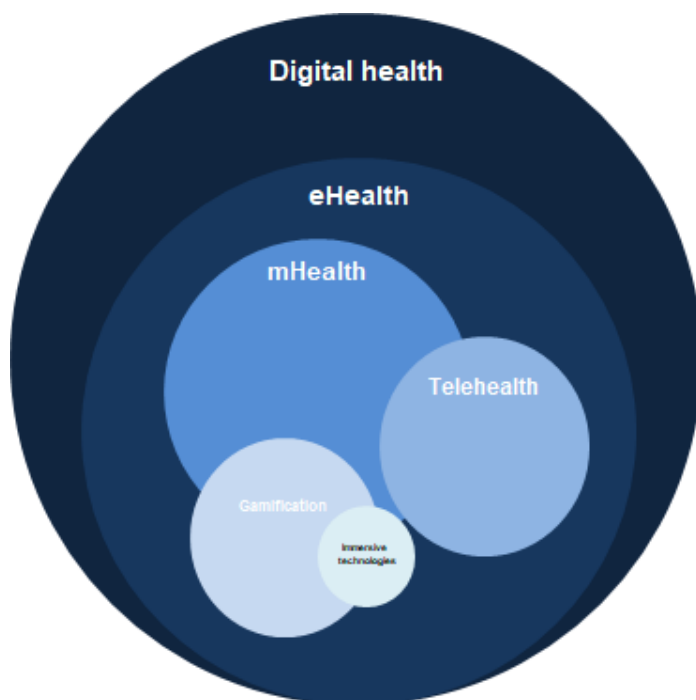 Digital health
eHealth
mHealth
Telehealth
Gamification
Immersive
technologies